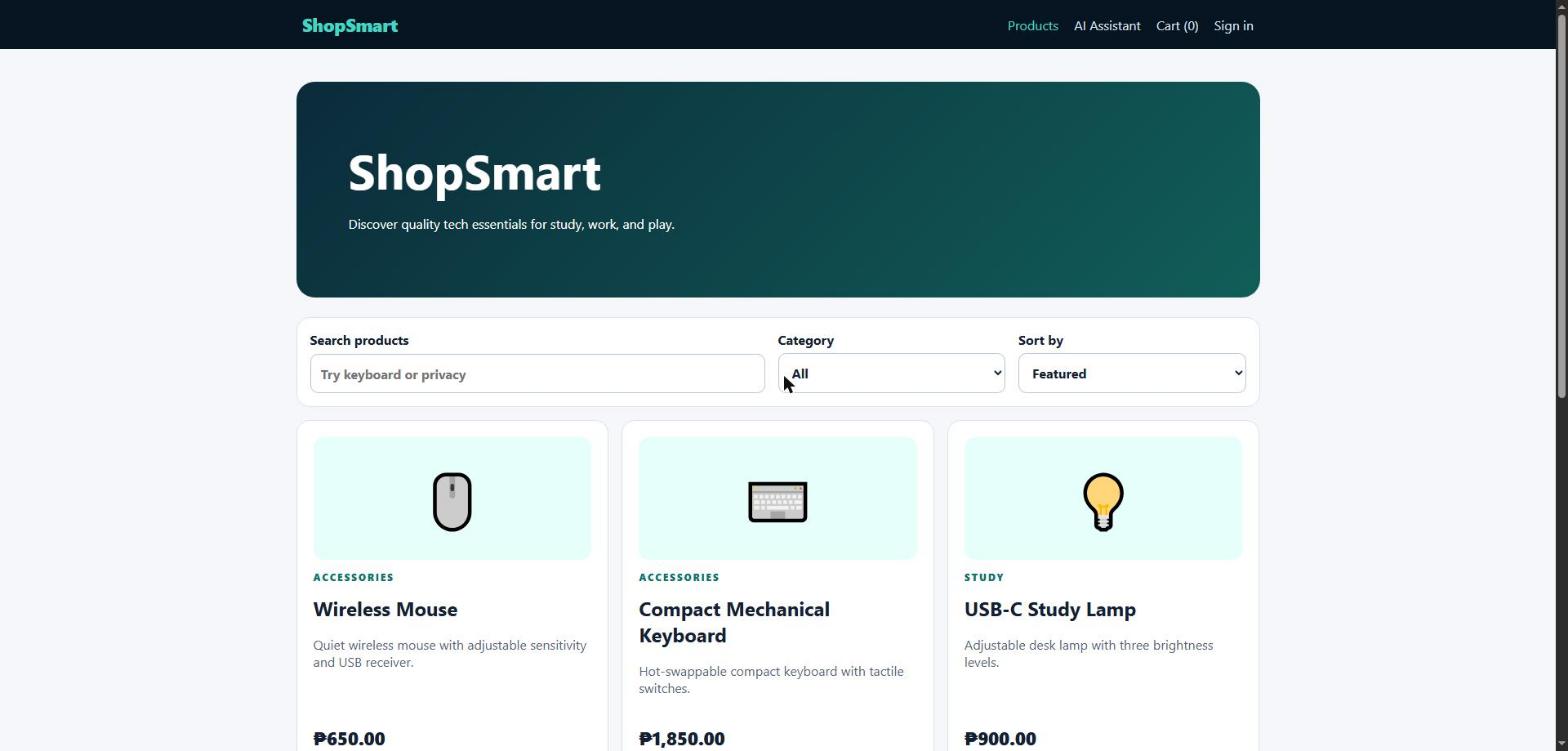 ShopSmart
Products
AI Assistant
Cart (0)
Sign in
ShopSmart
Discover quality tech essentials for study, work, and play.
Search products
Category
Sort by
Try keyboard or privacy
All
Featured
ACCESSORIES
Wireless Mouse
Quiet wireless mouse with adjustable sensitivity
and USB receiver.
₱650.00
ACCESSORIES
Compact Mechanical
Keyboard
Hot-swappable compact keyboard with tactile
switches.
₱1,850.00
STUDY
USB-C Study Lamp
Adjustable desk lamp with three brightness
levels.
₱900.00